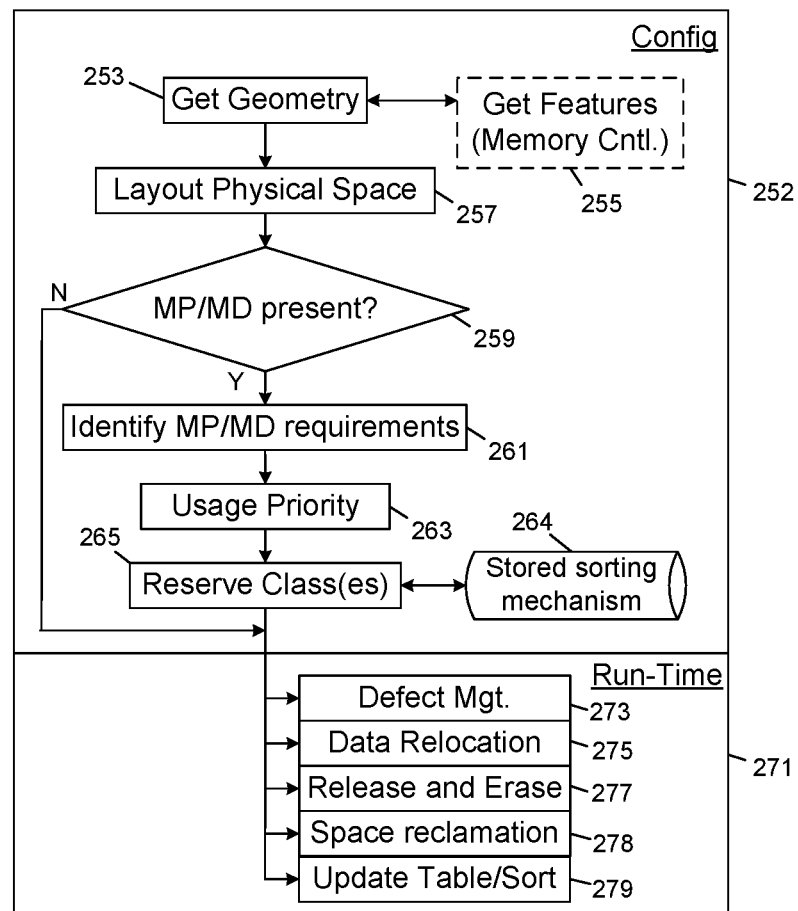 Config
253
Get Geometry
Get Features
(Memory Cntl.)
255
252
Layout Physical Space
257
N
MP/MD present?
259
Y
Identify MP/MD requirements
261
Usage Priority
263
264
265
Reserve Class(es)
Stored sorting
mechanism
Run-Time
Defect Mgt.
273
Data Relocation
275
271
Release and Erase
277
Space reclamation
278
Update Table/Sort
279